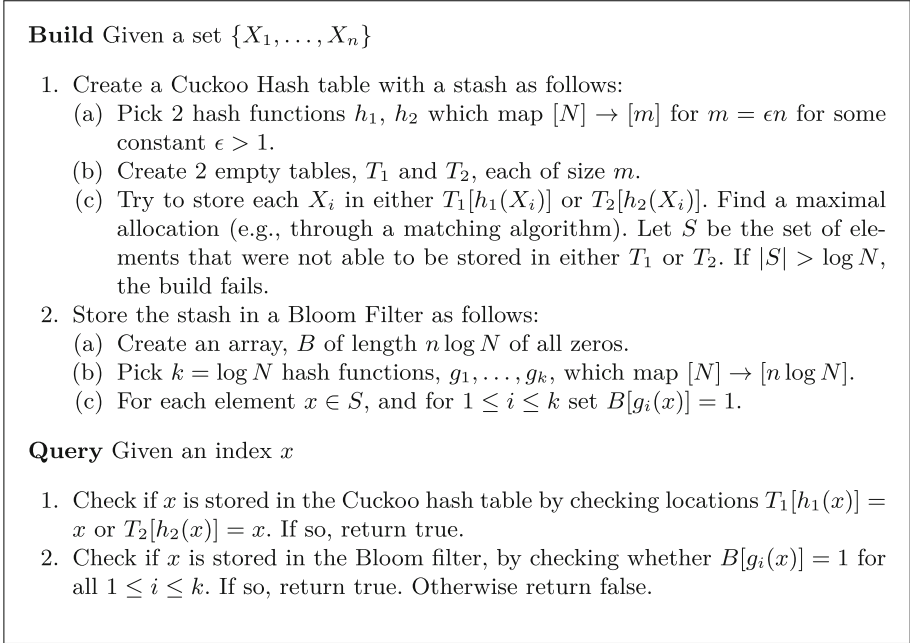 Build Given a set {X₁, . . . , Xₙ}
1. Create a Cuckoo Hash table with a stash as follows:
(a) Pick 2 hash functions h₁, h₂ which map [N] → [m] for m = ϵn for some
constant ϵ > 1.
(b) Create 2 empty tables, T₁ and T₂, each of size m.
(c) Try to store each Xᵢ in either T₁[h₁(Xᵢ)] or T₂[h₂(Xᵢ)]. Find a maximal
allocation (e.g., through a matching algorithm). Let S be the set of ele-
ments that were not able to be stored in either T₁ or T₂. If |S| > log N,
the build fails.
2. Store the stash in a Bloom Filter as follows:
(a) Create an array, B of length n log N of all zeros.
(b) Pick k = log N hash functions, g₁, . . . , gₖ, which map [N] → [n log N].
(c) For each element x ∈ S, and for 1 ≤ i ≤ k set B[gᵢ(x)] = 1.
Query Given an index x
1. Check if x is stored in the Cuckoo hash table by checking locations T₁[h₁(x)] =
x or T₂[h₂(x)] = x. If so, return true.
2. Check if x is stored in the Bloom filter, by checking whether B[gᵢ(x)] = 1 for
all 1 ≤ i ≤ k. If so, return true. Otherwise return false.